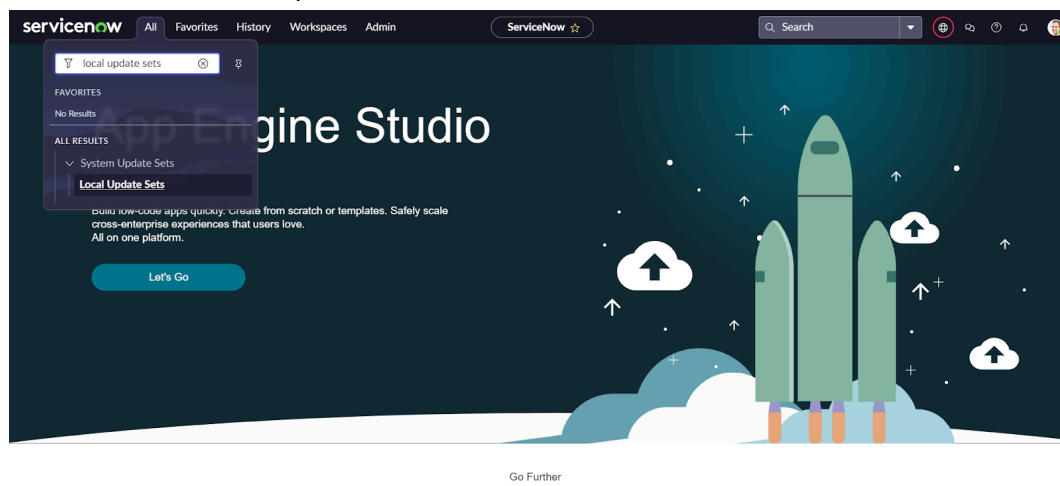 servicenow All Favorites History Workspaces Admin ServiceNow Search
local update sets
FAVORITES
No Results
ALL RESULTS
System Update Sets
Local Update Sets
App Engine Studio
Build low-code apps quickly. Create from scratch or templates. Safely scale
cross-enterprise experiences that users love.
All on one platform.
Let's Go
Go Further